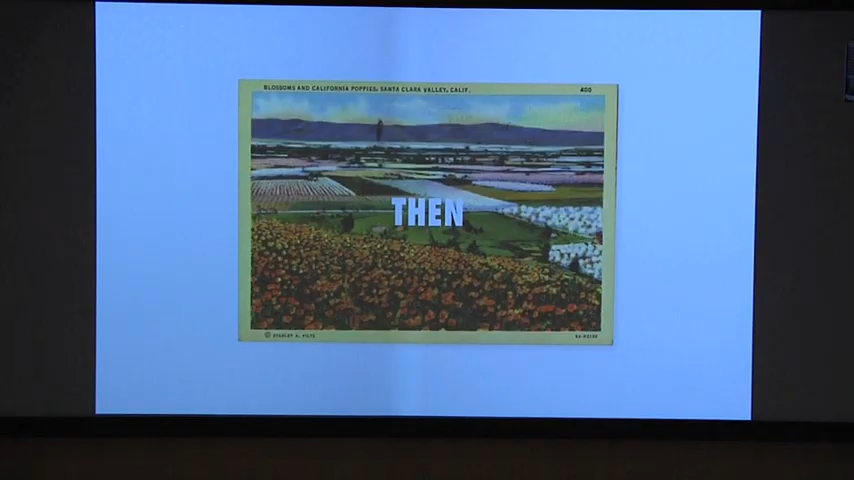 BLOSSOMS AND CALIFORNIA POPPIES, SANTA CLARA VALLEY, CALIF. 400
THEN